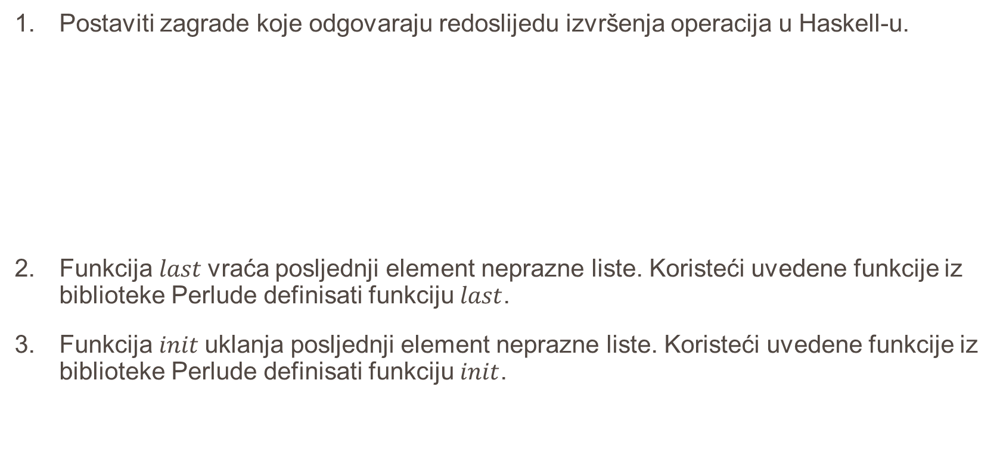 1. Postaviti zagrade koje odgovaraju redoslijedu izvršenja operacija u Haskell-u.
2. Funkcija last vraća posljednji element neprazne liste. Koristeći uvedene funkcije iz
biblioteke Perlude definisati funkciju last.
3. Funkcija init uklanja posljednji element neprazne liste. Koristeći uvedene funkcije iz
biblioteke Perlude definisati funkciju init.